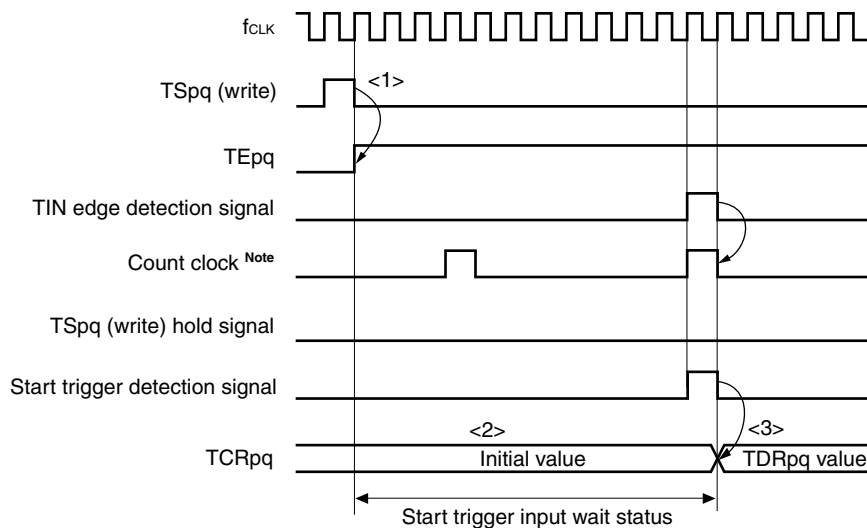 fCLK
TSpq (write)
<1>
TEpq
TIN edge detection signal
Count clock Note
TSpq (write) hold signal
Start trigger detection signal
<2>
<3>
TCRpq
Initial value
TDRpq value
Start trigger input wait status